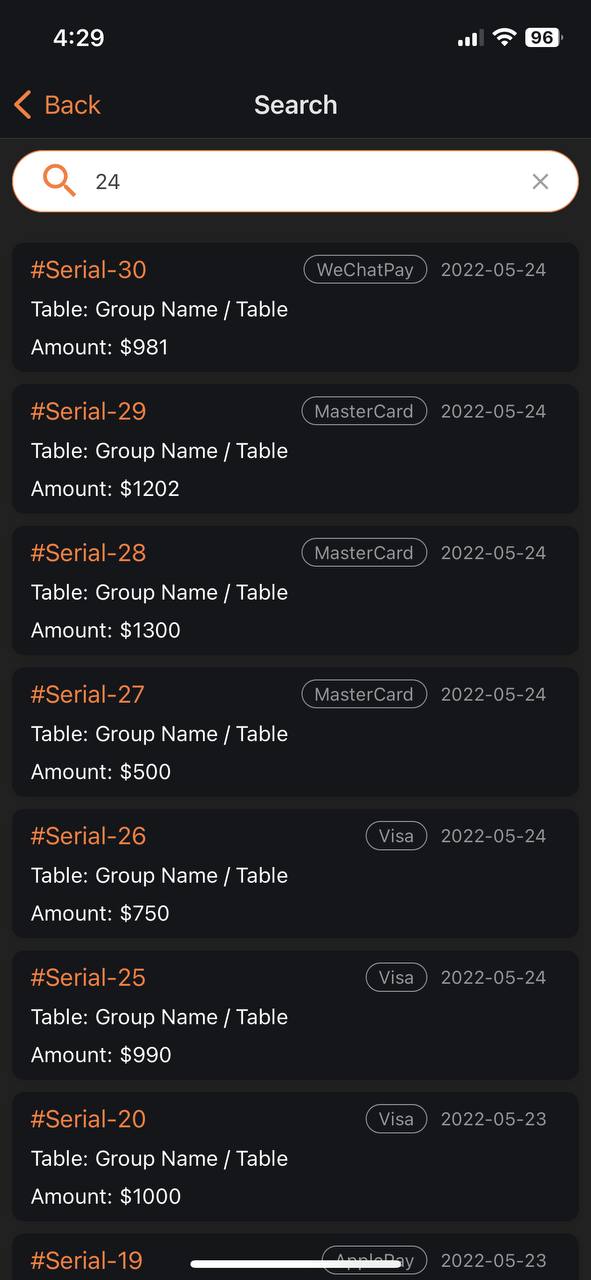 4:29
96
Back
Search
24
#Serial-30 WeChatPay 2022-05-24
Table: Group Name / Table
Amount: $981
#Serial-29 MasterCard 2022-05-24
Table: Group Name / Table
Amount: $1202
#Serial-28 MasterCard 2022-05-24
Table: Group Name / Table
Amount: $1300
#Serial-27 MasterCard 2022-05-24
Table: Group Name / Table
Amount: $500
#Serial-26 Visa 2022-05-24
Table: Group Name / Table
Amount: $750
#Serial-25 Visa 2022-05-24
Table: Group Name / Table
Amount: $990
#Serial-20 Visa 2022-05-23
Table: Group Name / Table
Amount: $1000
#Serial-19 ApplePay 2022-05-23